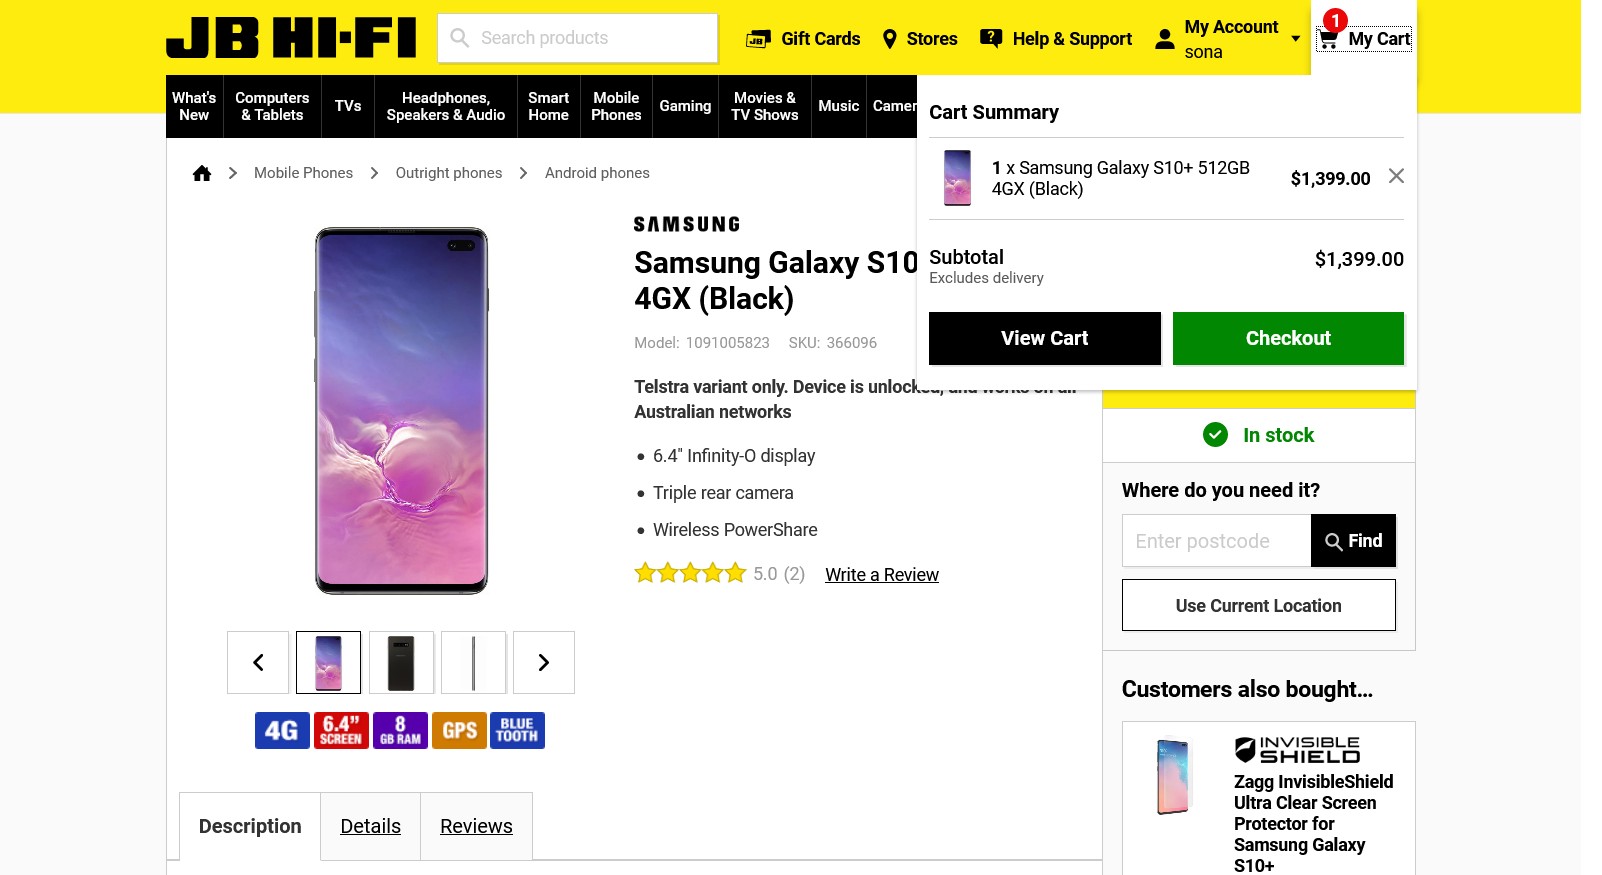 JB HI-FI
Search products
JB
Gift Cards
Stores
Help & Support
My Account
sona
1
My Cart
What's
New
Computers
& Tablets
TVs
Headphones,
Speakers & Audio
Smart
Home
Mobile
Phones
Gaming
Movies &
TV Shows
Music
Camer
Cart Summary
1 x Samsung Galaxy S10+ 512GB
4GX (Black)
$1,399.00
Subtotal
$1,399.00
Excludes delivery
View Cart
Checkout
Mobile Phones
Outright phones
Android phones
SAMSUNG
Samsung Galaxy S10
4GX (Black)
Model: 1091005823 SKU: 366096
Telstra variant only. Device is unlocked, and works on all
Australian networks
6.4" Infinity-O display
Triple rear camera
Wireless PowerShare
5.0 (2)
Write a Review
4G
6.4”
SCREEN
8
GB RAM
GPS
BLUE
TOOTH
Description
Details
Reviews
In stock
Where do you need it?
Enter postcode
Find
Use Current Location
Customers also bought...
INVISIBLE
SHIELD
Zagg InvisibleShield
Ultra Clear Screen
Protector for
Samsung Galaxy
S10+